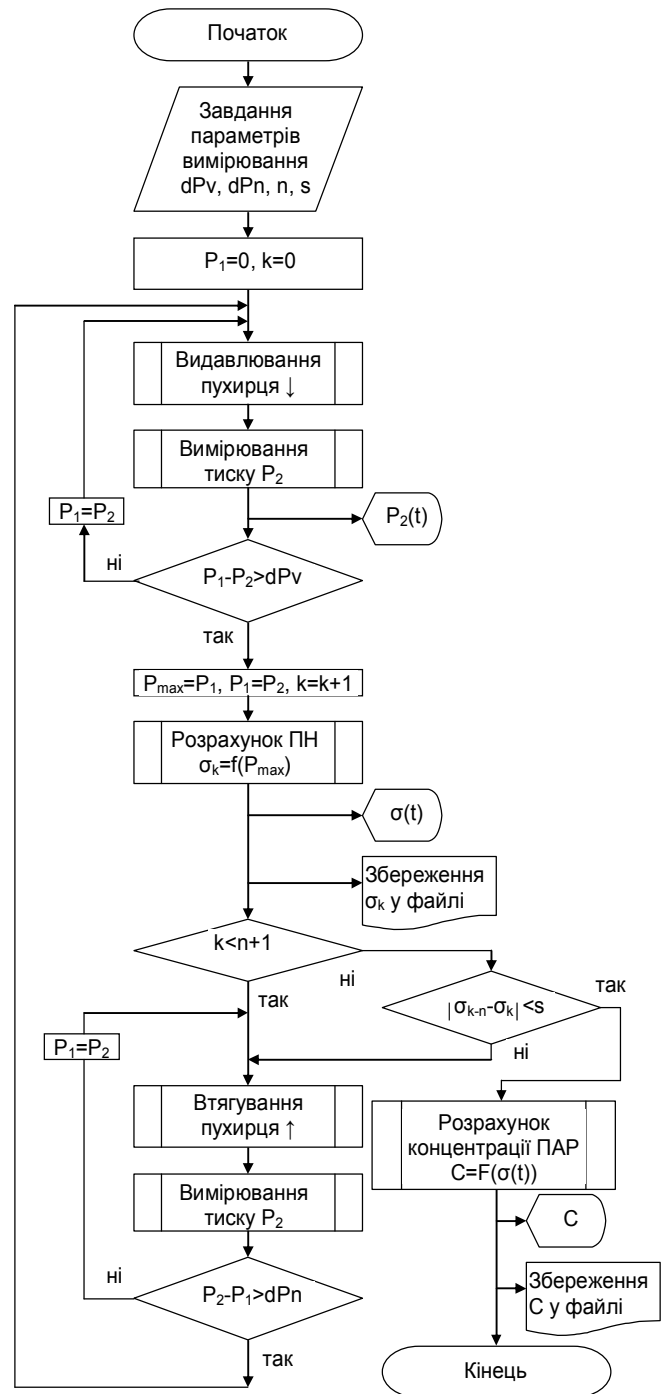 Початок
Завдання
параметрів
вимірювання
dPv, dPn, n, s
P₁=0, k=0
Видавлювання
пухирця ↓
Вимірювання
тиску P₂
P₁=P₂
P₂(t)
ні
P₁-P₂>dPv
так
Pmax=P₁, P₁=P₂, k=k+1
Розрахунок ПН
σk=f(Pmax)
σ(t)
Збереження
σk у файлі
k<n+1
ні
так
так
|σk-n-σk|<s
P₁=P₂
ні
Втягування
пухирця ↑
Розрахунок
концентрації ПАР
C=F(σ(t))
Вимірювання
тиску P₂
C
ні
P₂-P₁>dPn
Збереження
C у файлі
так
Кінець